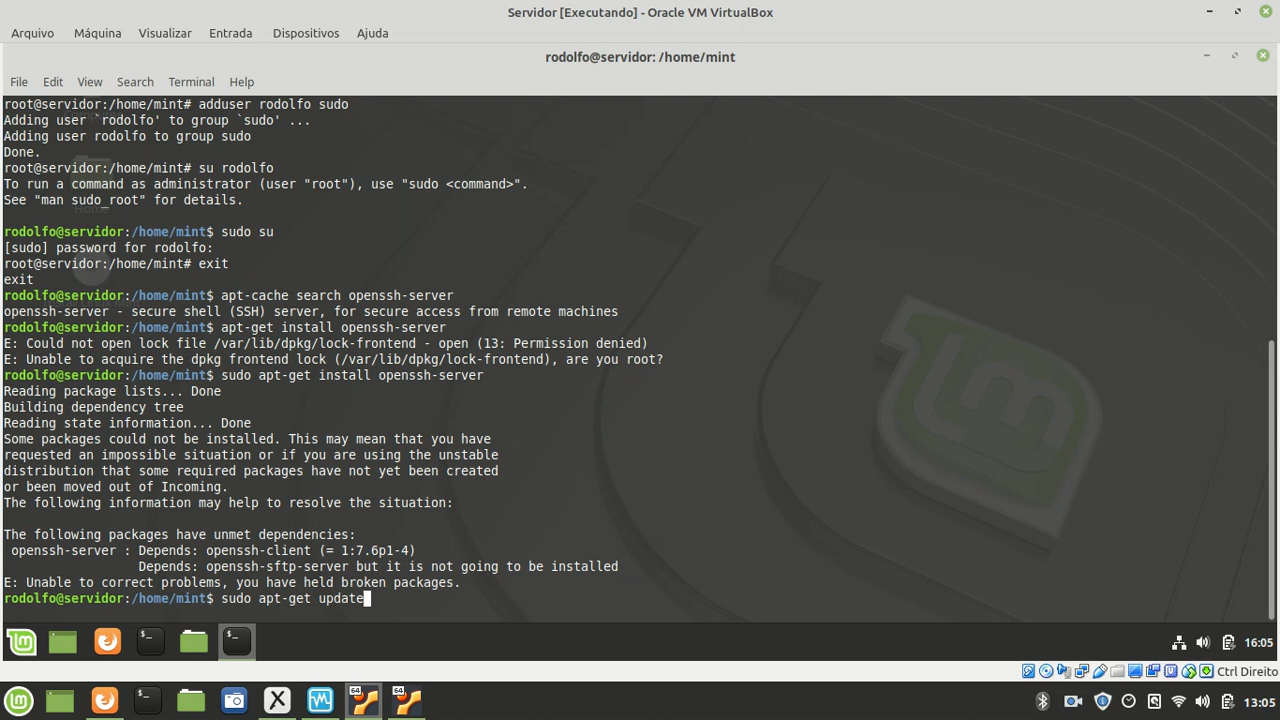 Servidor [Executando] - Oracle VM VirtualBox
Arquivo Máquina Visualizar Entrada Dispositivos Ajuda
rodolfo@servidor: /home/mint
File Edit View Search Terminal Help
root@servidor:/home/mint# adduser rodolfo sudo
Adding user `rodolfo' to group `sudo' ...
Adding user rodolfo to group sudo
Done.
root@servidor:/home/mint# su rodolfo
To run a command as administrator (user "root"), use "sudo <command>".
See "man sudo_root" for details.
Home
rodolfo@servidor:/home/mint$ sudo su
[sudo] password for rodolfo:
root@servidor:/home/mint# exit
exit
rodolfo@servidor:/home/mint$ apt-cache search openssh-server
openssh-server - secure shell (SSH) server, for secure access from remote machines
rodolfo@servidor:/home/mint$ apt-get install openssh-server
E: Could not open lock file /var/lib/dpkg/lock-frontend - open (13: Permission denied)
E: Unable to acquire the dpkg frontend lock (/var/lib/dpkg/lock-frontend), are you root?
rodolfo@servidor:/home/mint$ sudo apt-get install openssh-server
Reading package lists... Done
Building dependency tree
Reading state information... Done
Some packages could not be installed. This may mean that you have
requested an impossible situation or if you are using the unstable
distribution that some required packages have not yet been created
or been moved out of Incoming.
The following information may help to resolve the situation:
The following packages have unmet dependencies:
openssh-server : Depends: openssh-client (= 1:7.6p1-4)
Depends: openssh-sftp-server but it is not going to be installed
E: Unable to correct problems, you have held broken packages.
rodolfo@servidor:/home/mint$ sudo apt-get update
16:05
Ctrl Direito
64 64
13:05